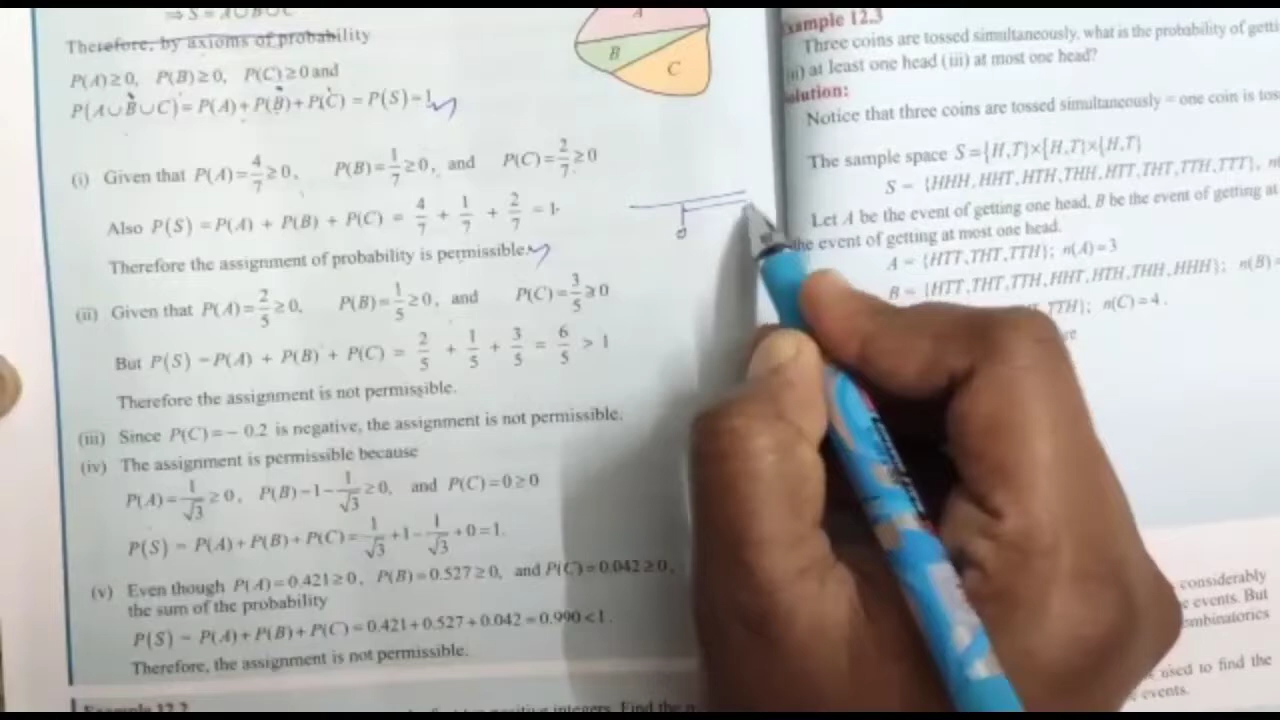 ⇒ S = A∪B∪C
Therefore, by axioms of probability
P(A) ≥ 0, P(B) ≥ 0, P(C) ≥ 0 and
P(A∪B∪C) = P(A) + P(B) + P(C) = P(S) = 1
A
B
C
(i) Given that P(A) = 4/7 ≥ 0, P(B) = 1/7 ≥ 0, and P(C) = 2/7 ≥ 0
Also P(S) = P(A) + P(B) + P(C) = 4/7 + 1/7 + 2/7 = 1.
Therefore the assignment of probability is permissible.
0
(ii) Given that P(A) = 2/5 ≥ 0, P(B) = 1/5 ≥ 0, and P(C) = 3/5 ≥ 0
But P(S) = P(A) + P(B) + P(C) = 2/5 + 1/5 + 3/5 = 6/5 > 1
Therefore the assignment is not permissible.
(iii) Since P(C) = − 0.2 is negative, the assignment is not permissible.
(iv) The assignment is permissible because
P(A) = 1/√3 ≥ 0, P(B) = 1 − 1/√3 ≥ 0, and P(C) = 0 ≥ 0
P(S) = P(A) + P(B) + P(C) = 1/√3 + 1 − 1/√3 + 0 = 1.
(v) Even though P(A) = 0.421 ≥ 0, P(B) = 0.527 ≥ 0, and P(C) = 0.042 ≥ 0,
the sum of the probability
P(S) = P(A) + P(B) + P(C) = 0.421 + 0.527 + 0.042 = 0.990 < 1.
Therefore, the assignment is not permissible.
Example 12.2
positive integers. Find the
Example 12.3
Three coins are tossed simultaneously, what is the probability of getti
(ii) at least one head (iii) at most one head?
olution:
Notice that three coins are tossed simultaneously = one coin is toss
The sample space S = {H,T}×{H,T}×{H,T}
S = {HHH, HHT, HTH, THH, HTT, THT, TTH, TTT}, n
Let A be the event of getting one head, B be the event of getting at
the event of getting at most one head.
A = {HTT, THT, TTH}; n(A) = 3
B = {HTT, THT, TTH, HHT, HTH, THH, HHH}; n(B) =
TTH}; n(C) = 4.
considerably
events. But
ombinatorics
used to find the
events.